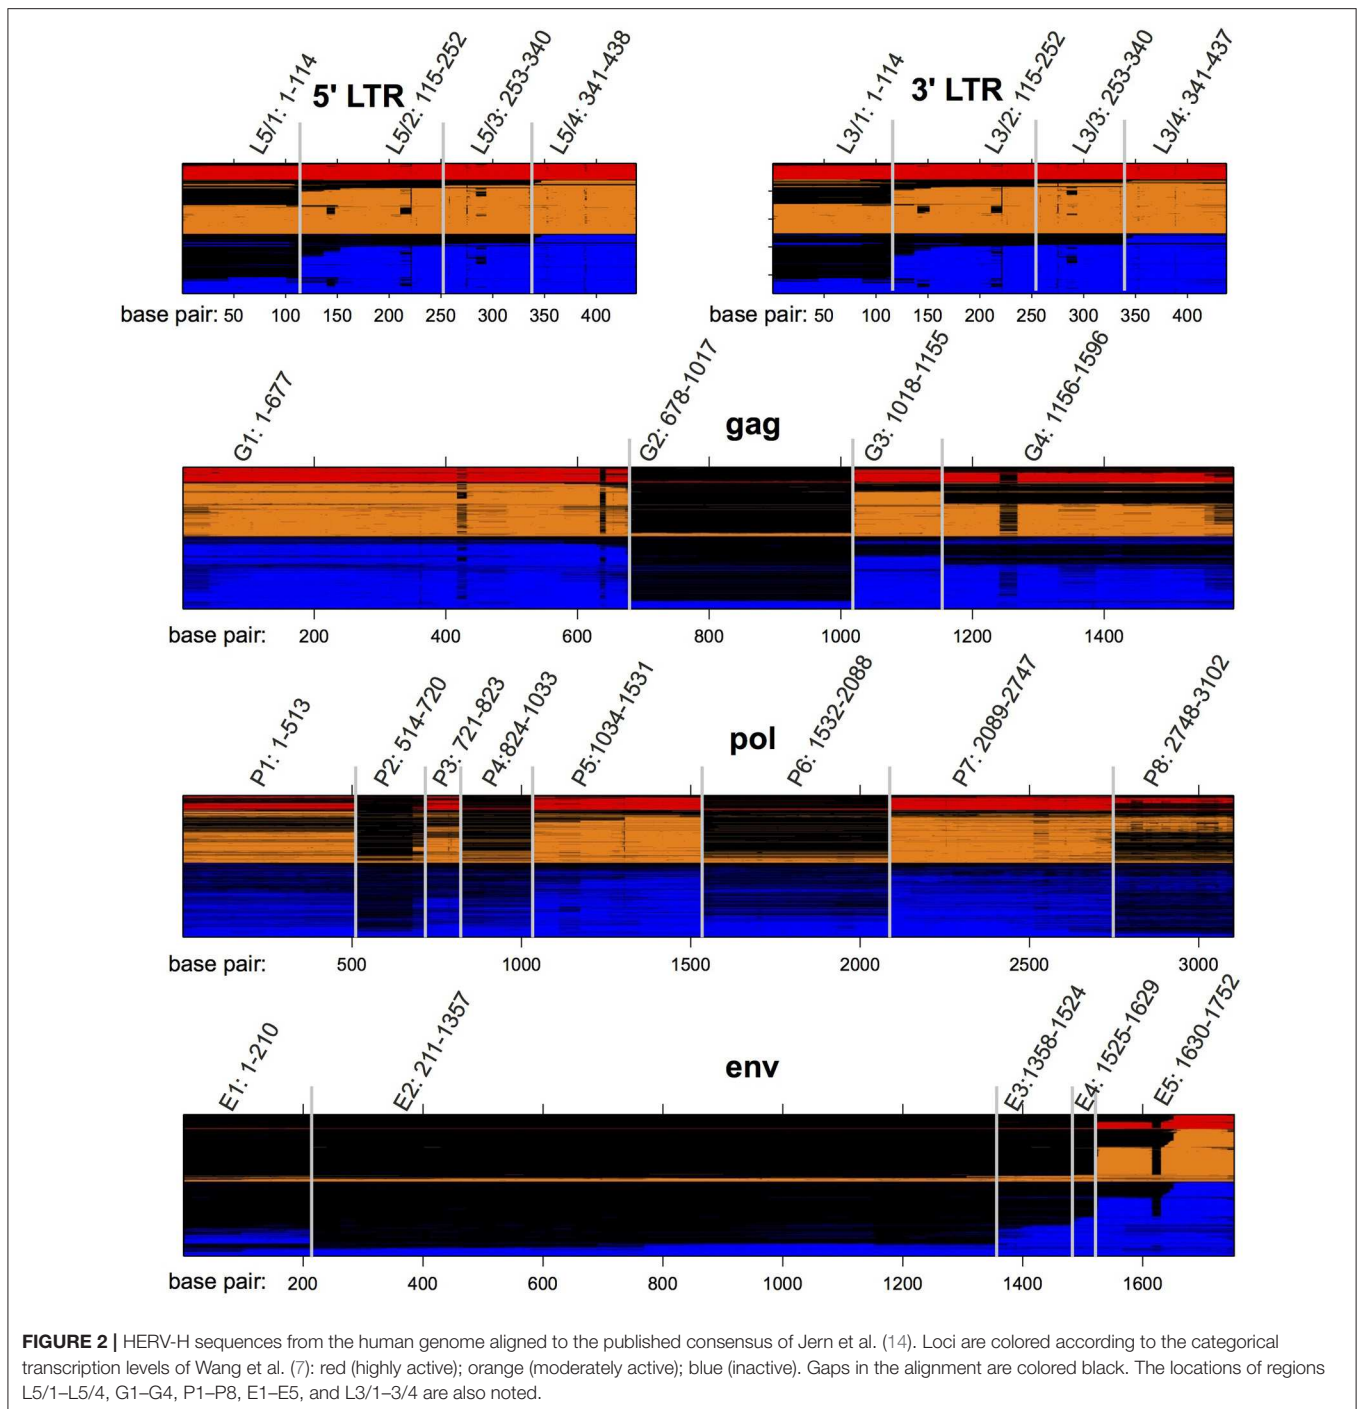 L5/1: 1-114
5' LTR
L5/2: 115-252
L5/3: 253-340
L5/4: 341-438
L3/1: 1-114
3' LTR
L3/2: 115-252
L3/3: 253-340
L3/4: 341-437
base pair: 50 100 150 200 250 300 350 400
base pair: 50 100 150 200 250 300 350 400
G1: 1-677
G2: 678-1017
gag
G3: 1018-1155
G4: 1156-1596
base pair: 200 400 600 800 1000 1200 1400
P1: 1-513
P2: 514-720
P3: 721-823
P4:824-1033
P5:1034-1531
pol
P6: 1532-2088
P7: 2089-2747
P8: 2748-3102
base pair: 500 1000 1500 2000 2500 3000
E1: 1-210
E2: 211-1357
env
E3:1358-1524
E4: 1525-1629
E5: 1630-1752
base pair: 200 400 600 800 1000 1200 1400 1600
FIGURE 2 | HERV-H sequences from the human genome aligned to the published consensus of Jern et al. (14). Loci are colored according to the categorical
transcription levels of Wang et al. (7): red (highly active); orange (moderately active); blue (inactive). Gaps in the alignment are colored black. The locations of regions
L5/1–L5/4, G1–G4, P1–P8, E1–E5, and L3/1–3/4 are also noted.